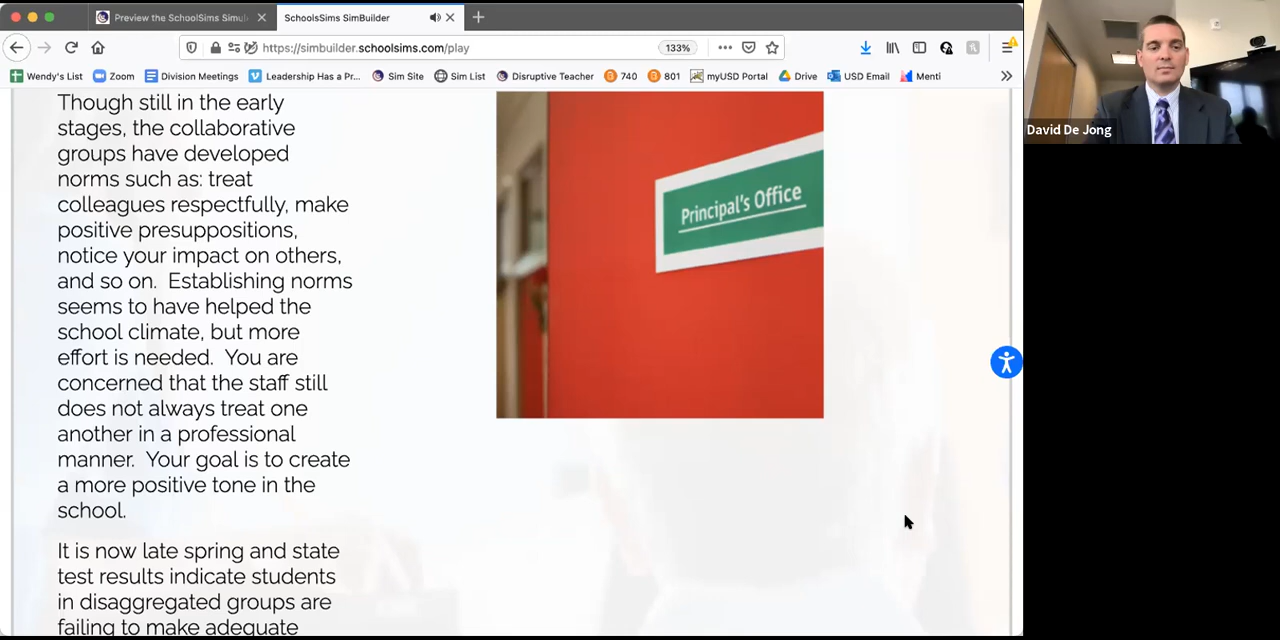 Preview the SchoolSims Simul
SchoolsSims SimBuilder
https://simbuilder.schoolsims.com/play
133%
Wendy's List
Zoom
Division Meetings
Leadership Has a Pr...
Sim Site
Sim List
Disruptive Teacher
740
801
myUSD Portal
Drive
USD Email
Menti
Though still in the early
stages, the collaborative
groups have developed
norms such as: treat
colleagues respectfully, make
positive presuppositions,
notice your impact on others,
and so on. Establishing norms
seems to have helped the
school climate, but more
effort is needed. You are
concerned that the staff still
does not always treat one
another in a professional
manner. Your goal is to create
a more positive tone in the
school.
It is now late spring and state
test results indicate students
in disaggregated groups are
failing to make adequate
Principal's Office
David De Jong